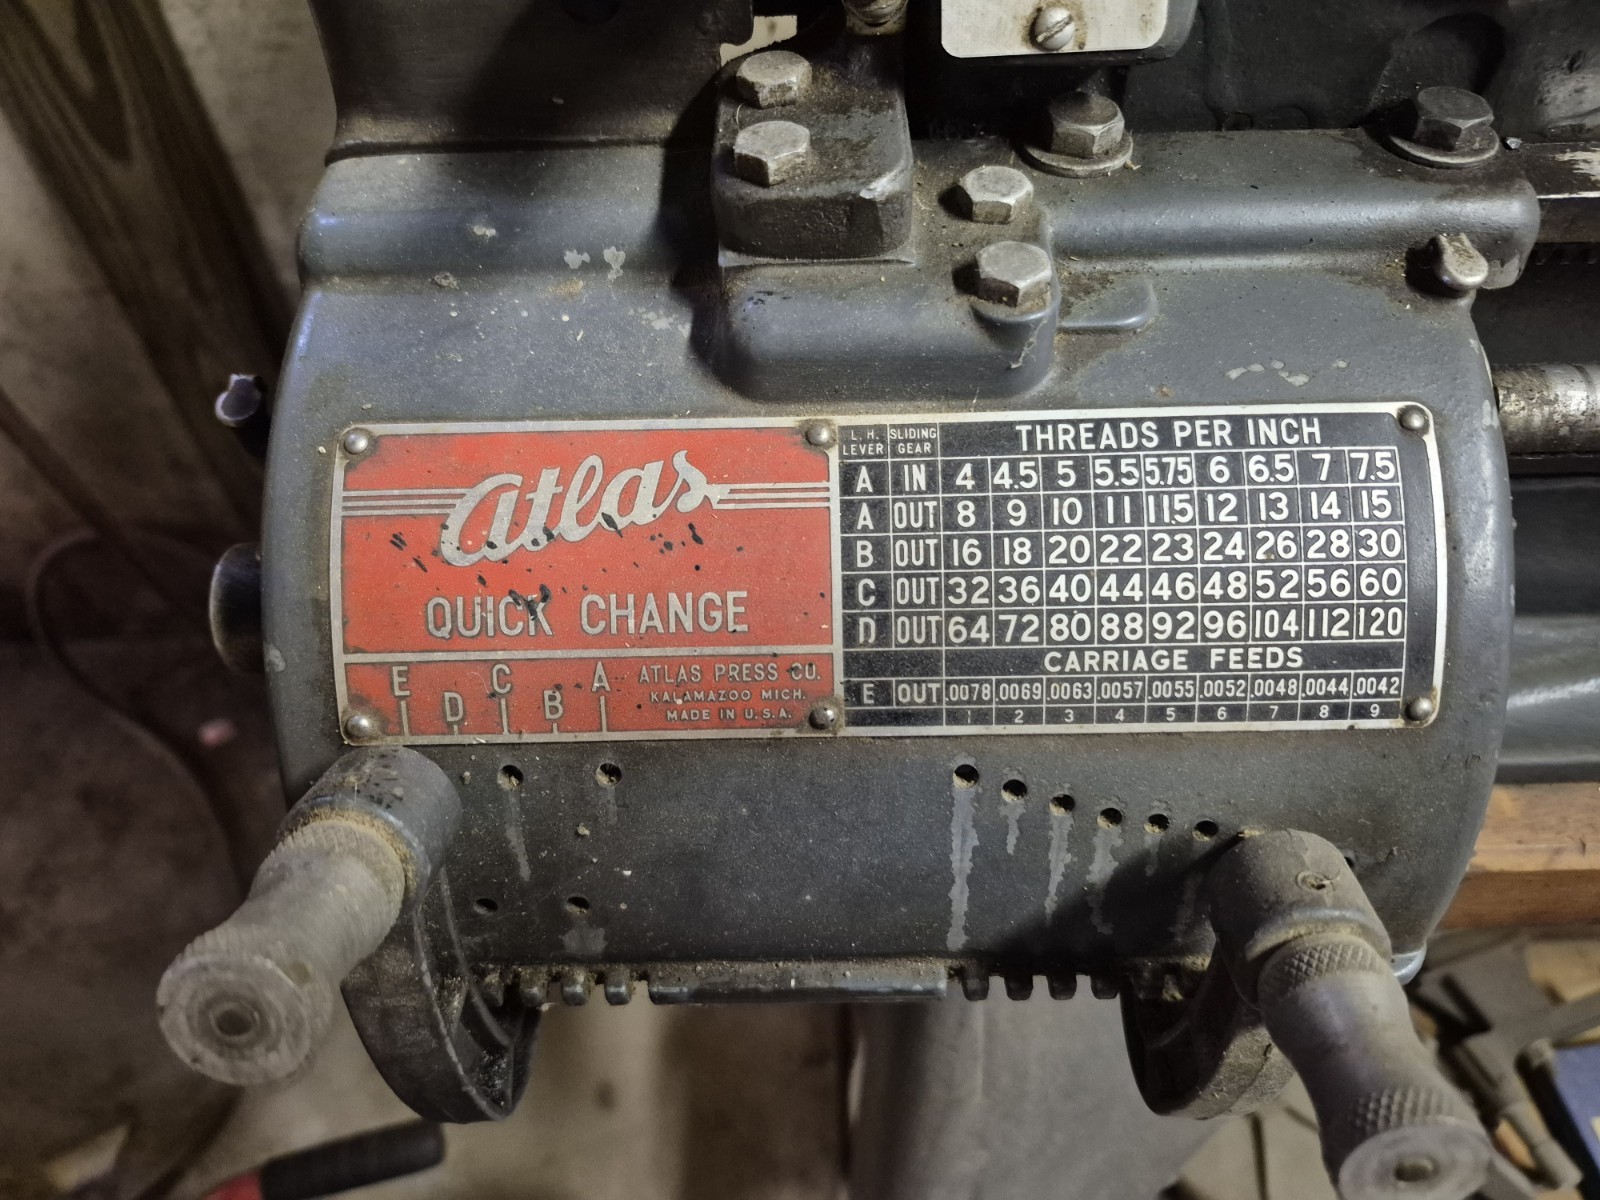 atlas
QUICK CHANGE
E D C B A
ATLAS PRESS CO.
KALAMAZOO MICH.
MADE IN U.S.A.
L.H. LEVER SLIDING GEAR THREADS PER INCH
A IN 4 4.5 5 5.5 5.75 6 6.5 7 7.5
A OUT 8 9 10 11 11.5 12 13 14 15
B OUT 16 18 20 22 23 24 26 28 30
C OUT 32 36 40 44 46 48 52 56 60
D OUT 64 72 80 88 92 96 104 112 120
CARRIAGE FEEDS
E OUT .0078 .0069 .0063 .0057 .0055 .0052 .0048 .0044 .0042
1 2 3 4 5 6 7 8 9